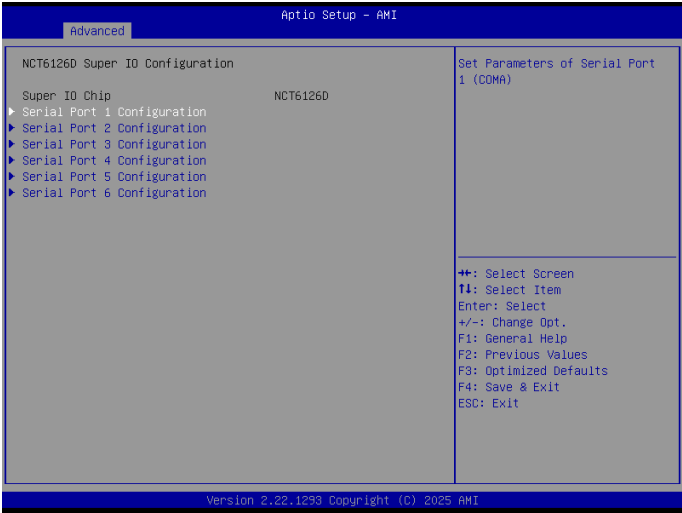 Aptio Setup – AMI
Advanced
NCT6126D Super IO Configuration
Super IO Chip NCT6126D
Serial Port 1 Configuration
Serial Port 2 Configuration
Serial Port 3 Configuration
Serial Port 4 Configuration
Serial Port 5 Configuration
Serial Port 6 Configuration
Set Parameters of Serial Port
1 (COMA)
→←: Select Screen
↑↓: Select Item
Enter: Select
+/-: Change Opt.
F1: General Help
F2: Previous Values
F3: Optimized Defaults
F4: Save & Exit
ESC: Exit
Version 2.22.1293 Copyright (C) 2025 AMI